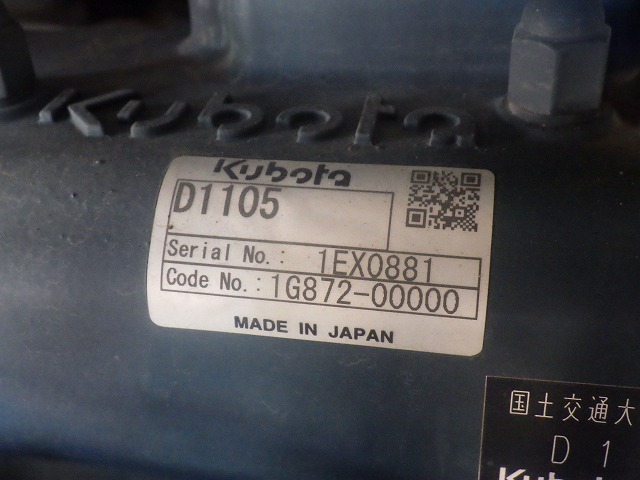 Kubota
Kubota
D1105
Serial No.: 1EX0881
Code No.: 1G872-00000
MADE IN JAPAN
国土交通大
D 1
Kubota